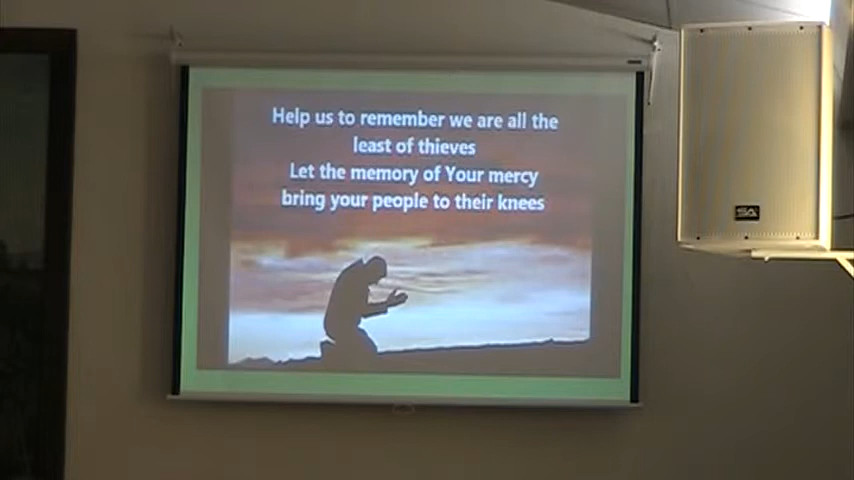 Help us to remember we are all the
least of thieves
Let the memory of Your mercy
bring your people to their knees
SA